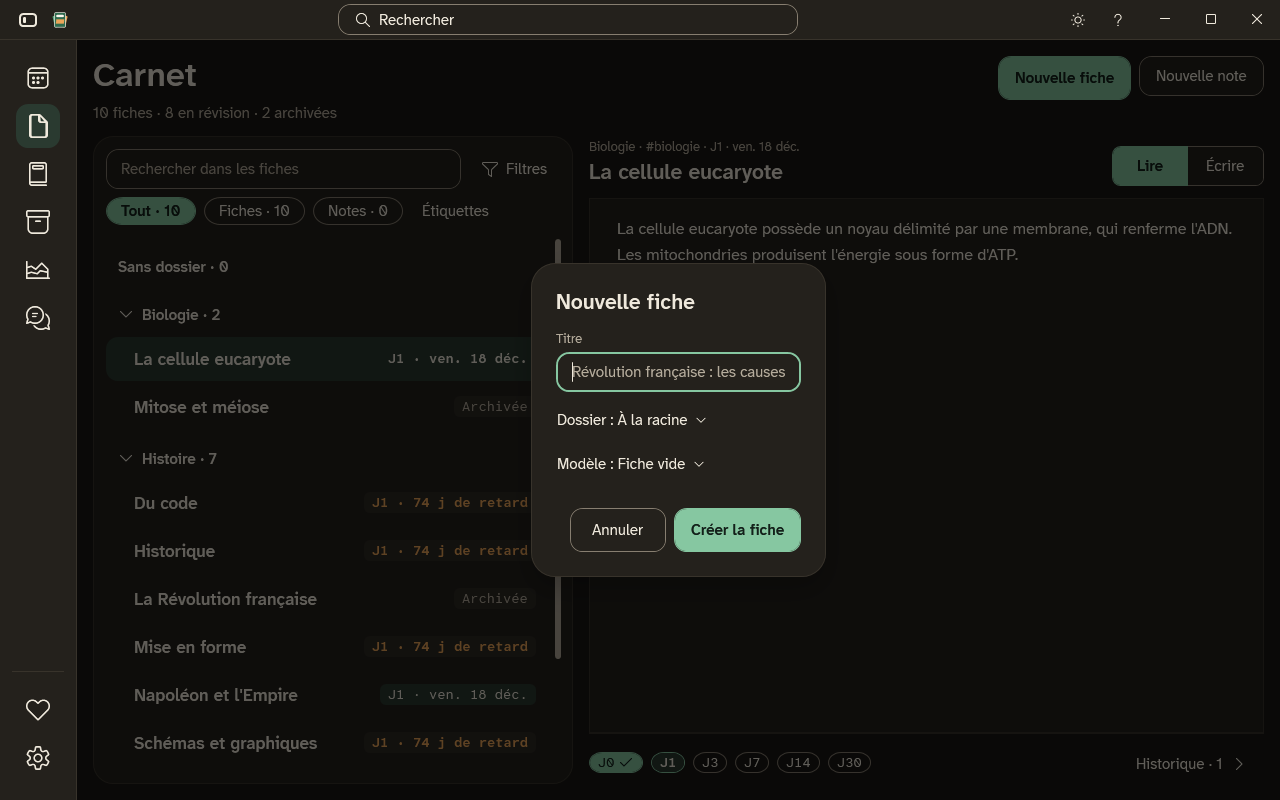 Rechercher
?
Carnet
10 fiches · 8 en révision · 2 archivées
Nouvelle fiche
Nouvelle note
Rechercher dans les fiches
Filtres
Tout · 10
Fiches · 10
Notes · 0
Étiquettes
Sans dossier · 0
Biologie · 2
La cellule eucaryote
J1 · ven. 18 déc.
Mitose et méiose
Archivée
Histoire · 7
Du code
J1 · 74 j de retard
Historique
J1 · 74 j de retard
La Révolution française
Archivée
Mise en forme
J1 · 74 j de retard
Napoléon et l'Empire
J1 · ven. 18 déc.
Schémas et graphiques
J1 · 74 j de retard
Biologie · #biologie · J1 · ven. 18 déc.
La cellule eucaryote
Lire
Écrire
La cellule eucaryote possède un noyau délimité par une membrane, qui renferme l'ADN.
Les mitochondries produisent l'énergie sous forme d'ATP.
Nouvelle fiche
Titre
Révolution française : les causes
Dossier : À la racine
Modèle : Fiche vide
Annuler
Créer la fiche
J0
J1
J3
J7
J14
J30
Historique · 1